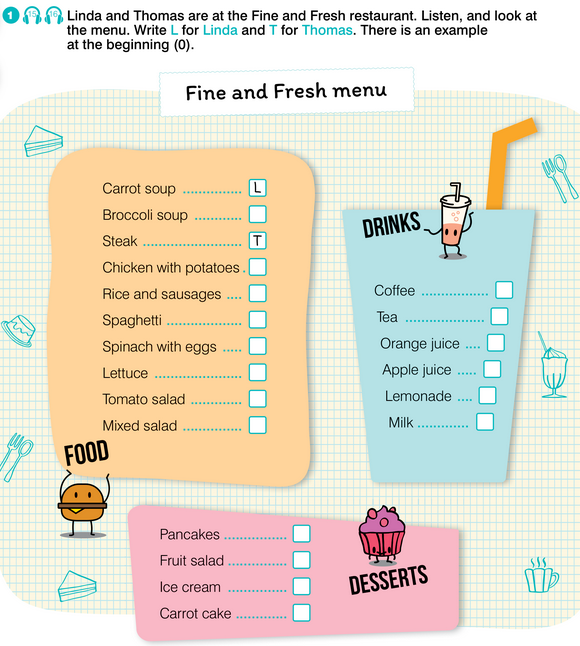 1 15 16 Linda and Thomas are at the Fine and Fresh restaurant. Listen, and look at
the menu. Write L for Linda and T for Thomas. There is an example
at the beginning (0).
Fine and Fresh menu
Carrot soup .............. L
Broccoli soup ..........
Steak ........................ T
Chicken with potatoes .
Rice and sausages ....
Spaghetti ..................
Spinach with eggs .....
Lettuce .....................
Tomato salad ............
Mixed salad ..............
FOOD
DRINKS
Coffee .................
Tea ......................
Orange juice ....
Apple juice .....
Lemonade ....
Milk .............
Pancakes ................
Fruit salad ...............
Ice cream ................
Carrot cake ..............
DESSERTS